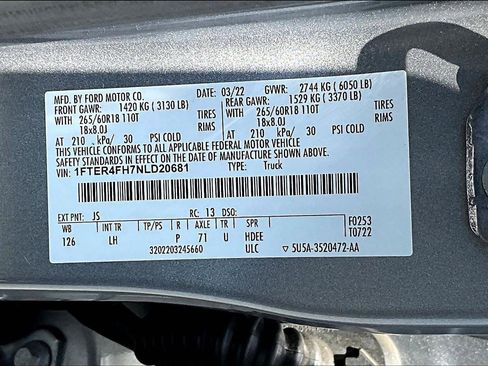 MFD. BY FORD MOTOR CO. DATE: 03/22 GVWR: 2744 KG ( 6050 LB)
FRONT GAWR: 1420 KG ( 3130 LB) REAR GAWR: 1529 KG ( 3370 LB)
WITH 265/60R18 110T WITH 265/60R18 110T
18x8.0J 18x8.0J
AT 210 kPa/ 30 PSI COLD AT 210 kPa/ 30 PSI COLD
THIS VEHICLE CONFORMS TO ALL APPLICABLE FEDERAL MOTOR VEHICLE
SAFETY AND THEFT PREVENTION STANDARDS IN EFFECT ON THE DATE OF
MANUFACTURE SHOWN ABOVE.
VIN: 1FTER4FH7NLD20681 TYPE: Truck
EXT PNT: JS RC: 13 DSO: F0253
WB INT TR TP/PS R AXLE TR SPR T0722
126 LH P 71 U HDEE
3202203245660 ULC ▽ 5U5A-3520472-AA